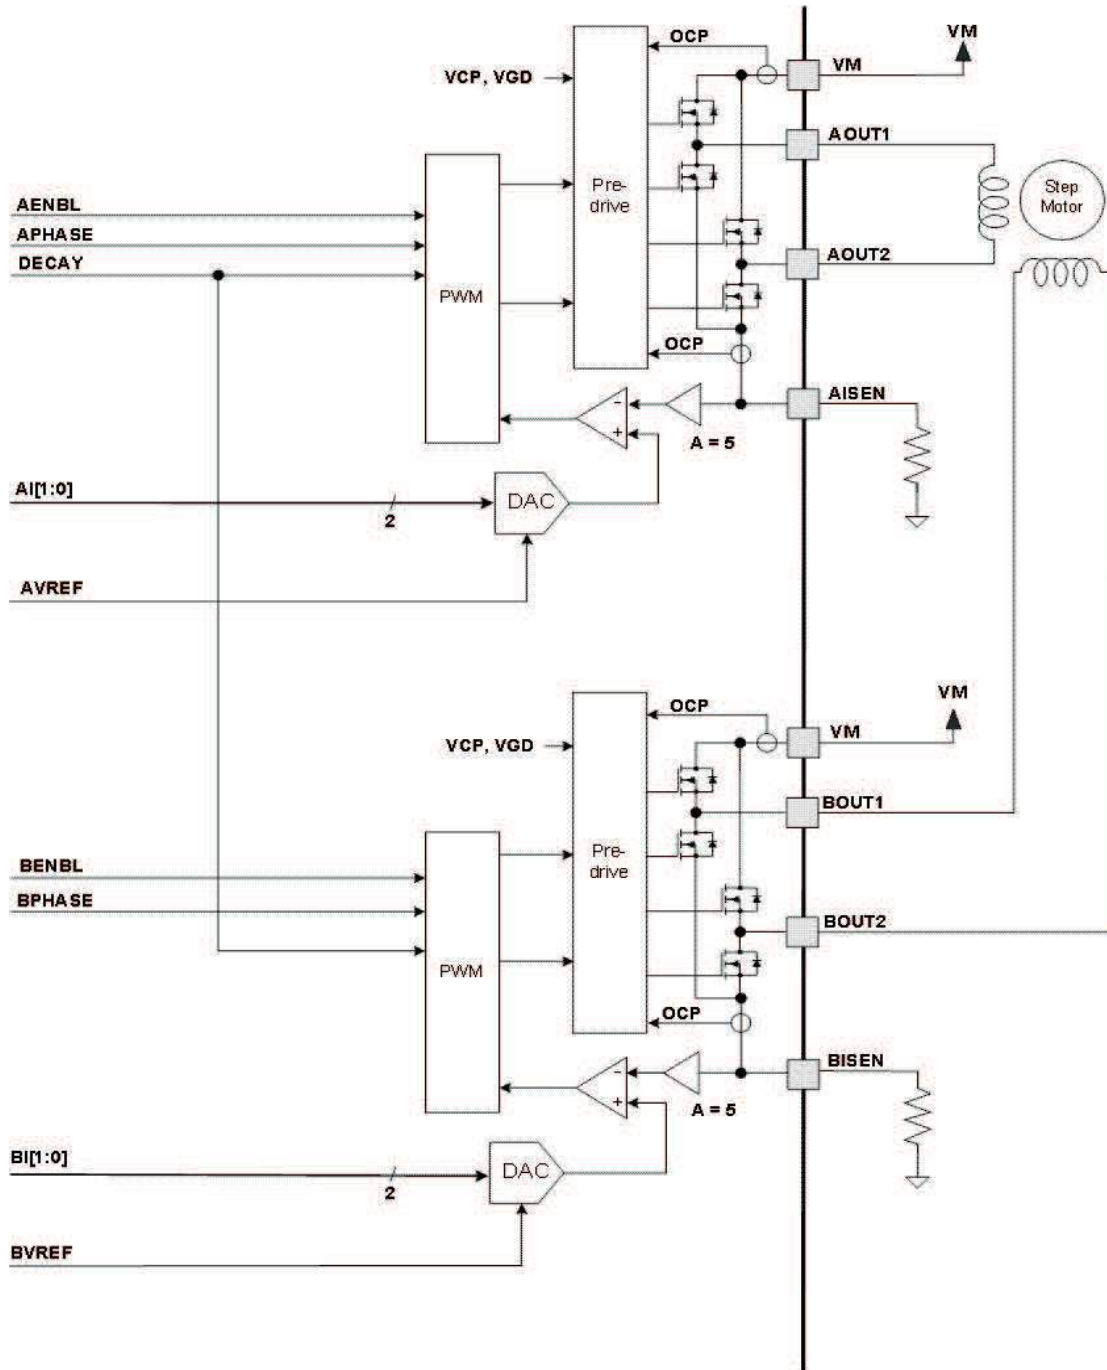 OCP
VM
VM
VCP, VGD
AOUT1
Pre-
drive
Step
Motor
AENBL
APHASE
DECAY
AOUT2
PWM
OCP
AISEN
-
+
A = 5
AI[1:0]
2
DAC
AVREF
VM
OCP
VM
VCP, VGD
BOUT1
Pre-
drive
BENBL
BPHASE
BOUT2
PWM
OCP
BISEN
-
+
A = 5
BI[1:0]
2
DAC
BVREF